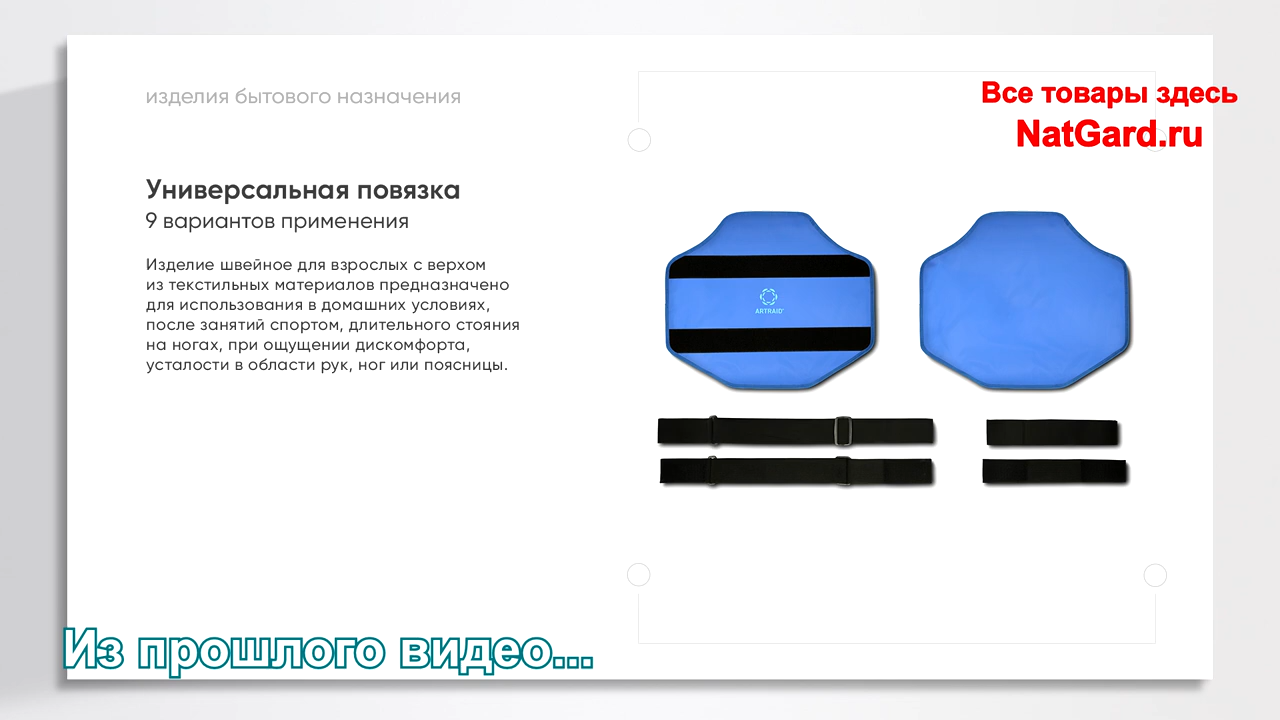 изделия бытового назначения
Все товары здесь
NatGard.ru
Универсальная повязка
9 вариантов применения
Изделие швейное для взрослых с верхом
из текстильных материалов предназначено
для использования в домашних условиях,
после занятий спортом, длительного стояния
на ногах, при ощущении дискомфорта,
усталости в области рук, ног или поясницы.
ARTRAID
Из прошлого видео...